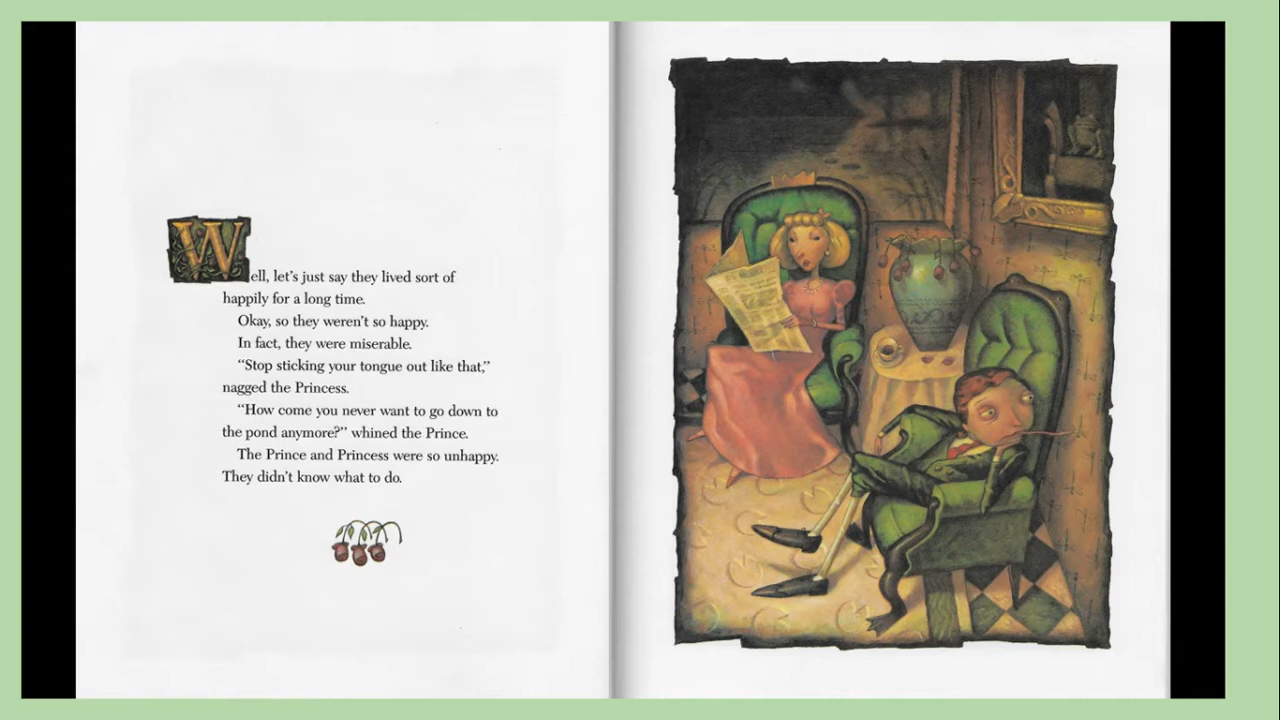 Well, let’s just say they lived sort of
happily for a long time.
Okay, so they weren’t so happy.
In fact, they were miserable.
“Stop sticking your tongue out like that,”
nagged the Princess.
“How come you never want to go down to
the pond anymore?” whined the Prince.
The Prince and Princess were so unhappy.
They didn’t know what to do.